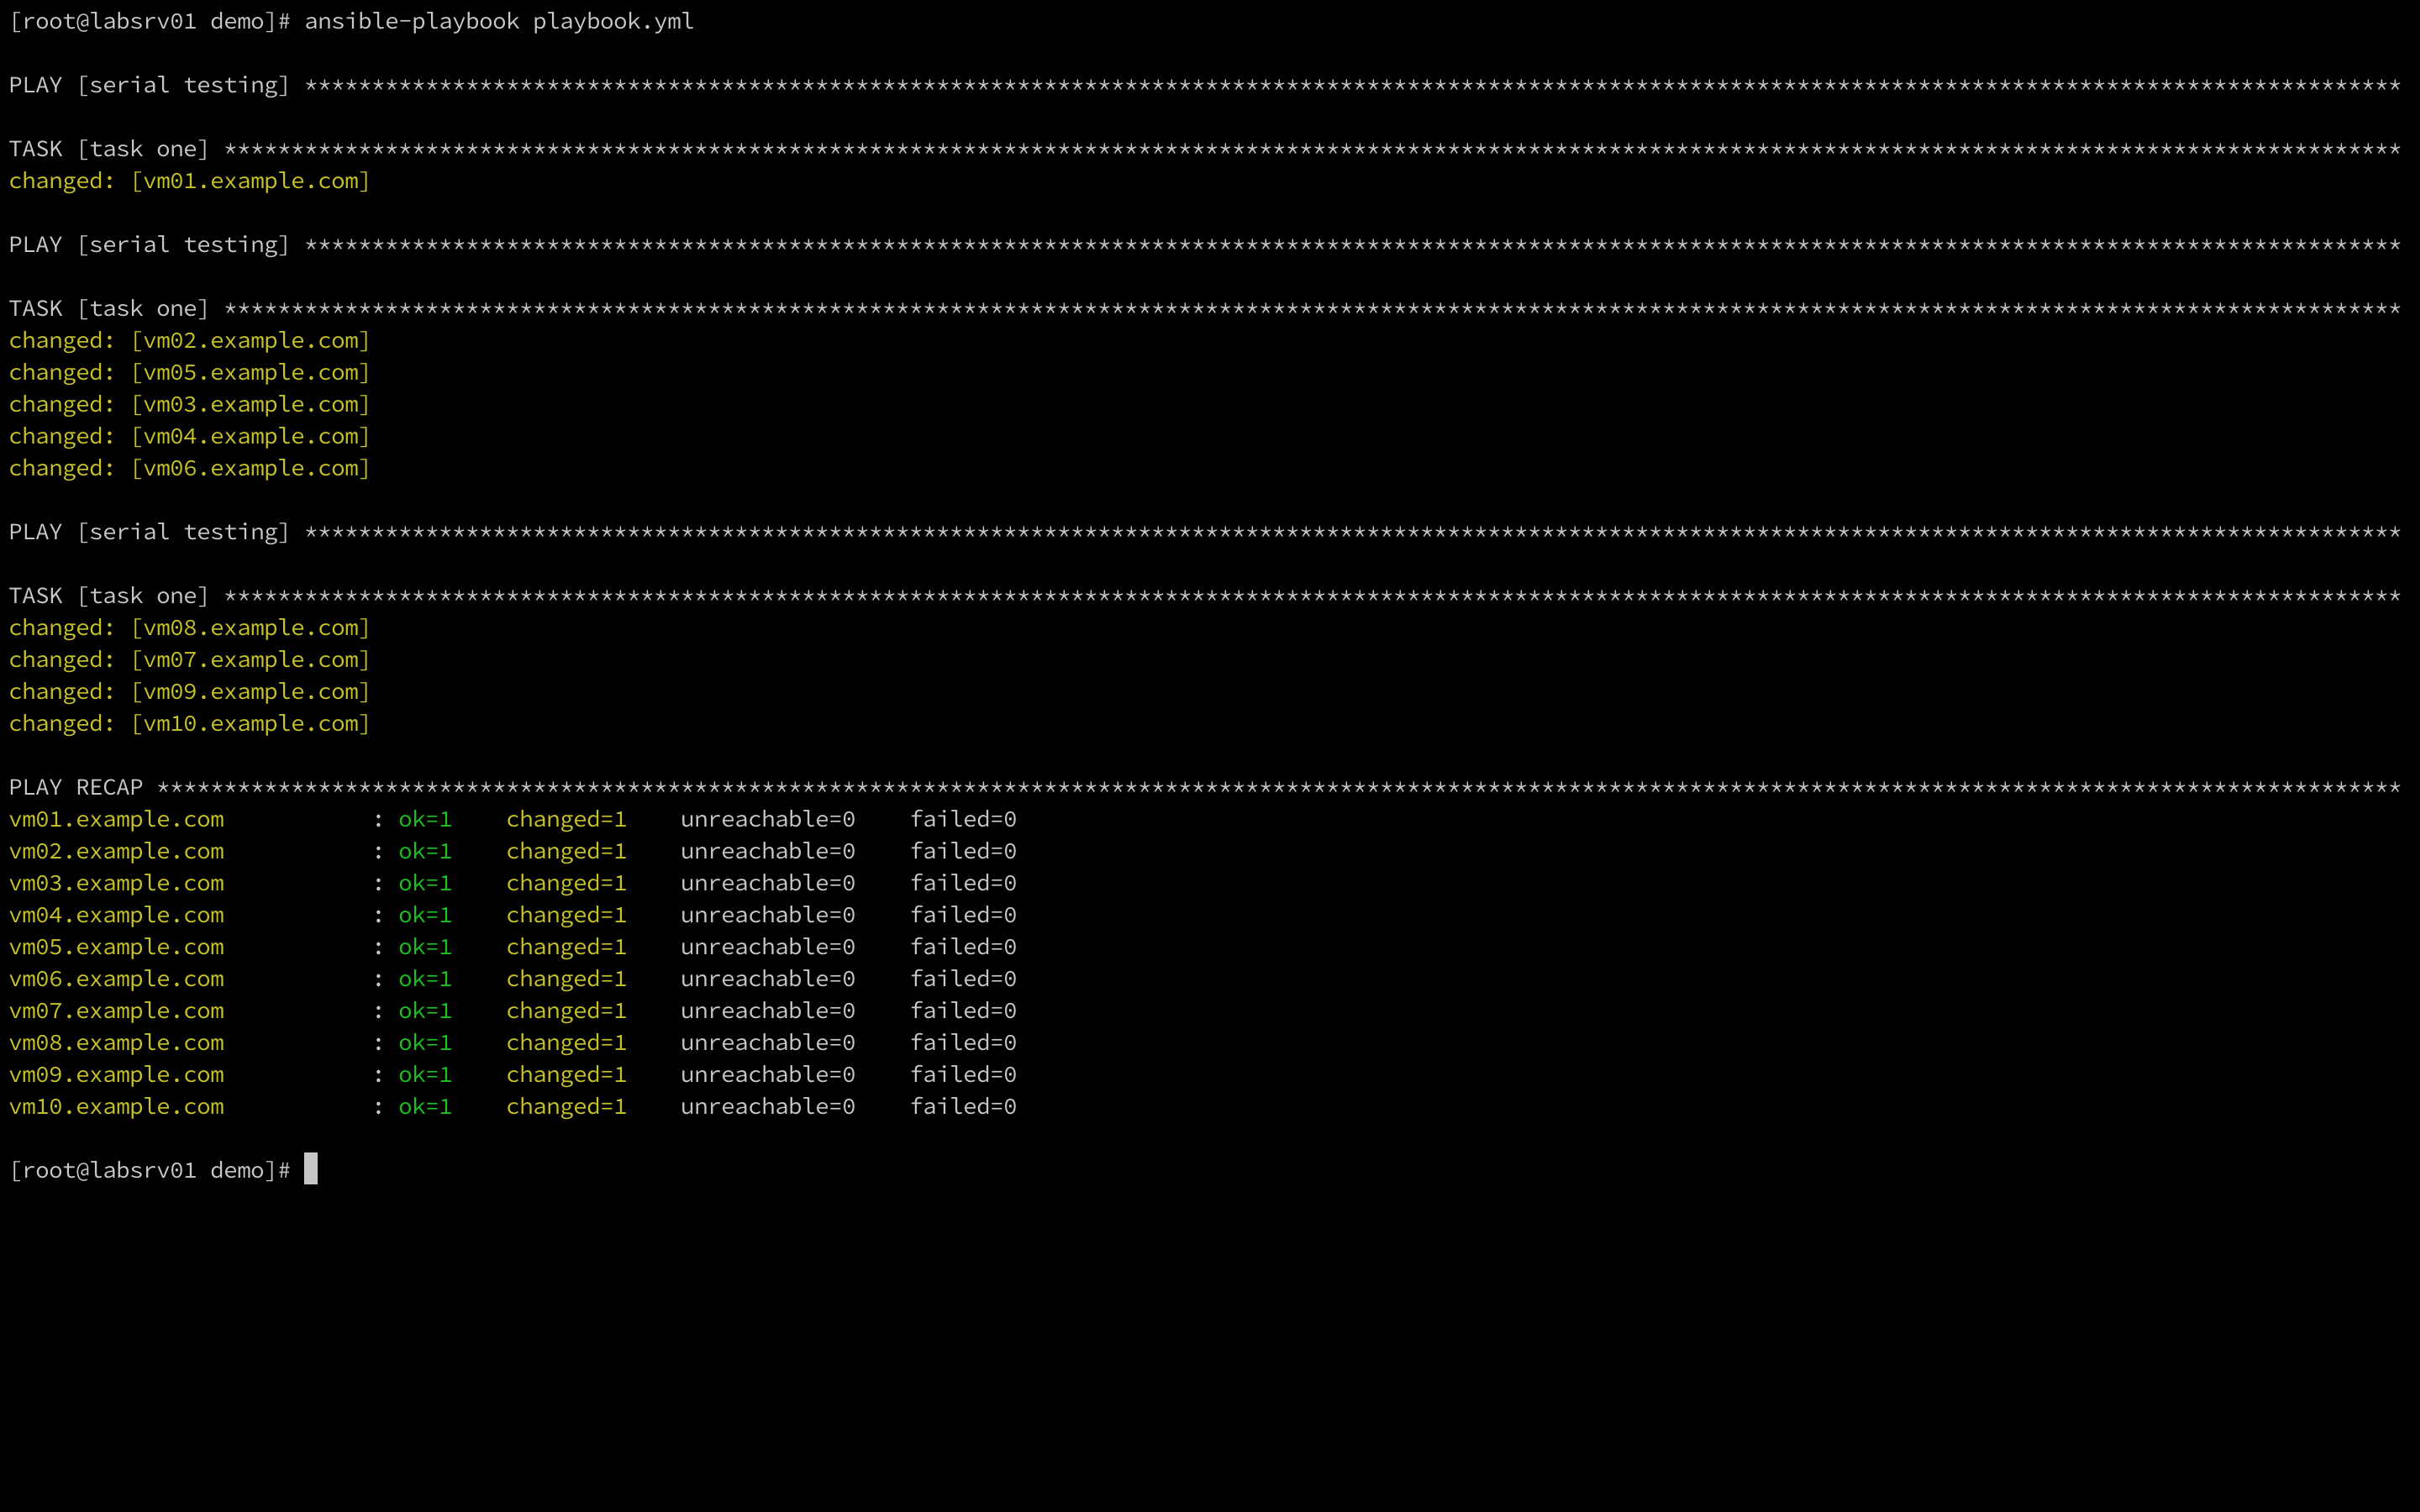 [root@labsrv01 demo]# ansible-playbook playbook.yml
PLAY [serial testing] ************************************************************************************************************************************************************
TASK [task one] ******************************************************************************************************************************************************************
changed: [vm01.example.com]
PLAY [serial testing] ************************************************************************************************************************************************************
TASK [task one] ******************************************************************************************************************************************************************
changed: [vm02.example.com]
changed: [vm05.example.com]
changed: [vm03.example.com]
changed: [vm04.example.com]
changed: [vm06.example.com]
PLAY [serial testing] ************************************************************************************************************************************************************
TASK [task one] ******************************************************************************************************************************************************************
changed: [vm08.example.com]
changed: [vm07.example.com]
changed: [vm09.example.com]
changed: [vm10.example.com]
PLAY RECAP ***********************************************************************************************************************************************************************
vm01.example.com           : ok=1    changed=1    unreachable=0    failed=0
vm02.example.com           : ok=1    changed=1    unreachable=0    failed=0
vm03.example.com           : ok=1    changed=1    unreachable=0    failed=0
vm04.example.com           : ok=1    changed=1    unreachable=0    failed=0
vm05.example.com           : ok=1    changed=1    unreachable=0    failed=0
vm06.example.com           : ok=1    changed=1    unreachable=0    failed=0
vm07.example.com           : ok=1    changed=1    unreachable=0    failed=0
vm08.example.com           : ok=1    changed=1    unreachable=0    failed=0
vm09.example.com           : ok=1    changed=1    unreachable=0    failed=0
vm10.example.com           : ok=1    changed=1    unreachable=0    failed=0
[root@labsrv01 demo]#